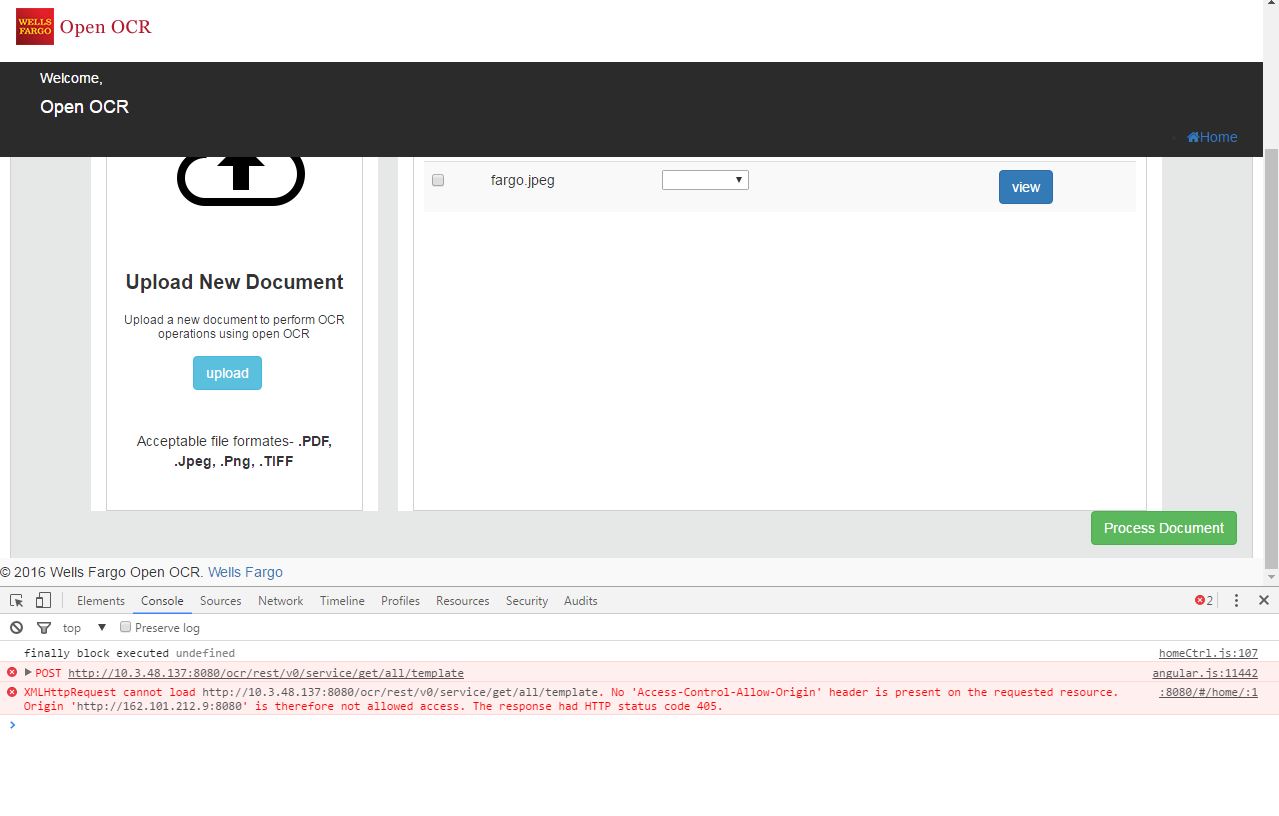 WELLS
FARGO
Open OCR
Welcome,
Open OCR
Home
fargo.jpeg
view
Upload New Document
Upload a new document to perform OCR
operations using open OCR
upload
Acceptable file formates- .PDF,
.Jpeg, .Png, .TIFF
Process Document
© 2016 Wells Fargo Open OCR. Wells Fargo
Elements Console Sources Network Timeline Profiles Resources Security Audits 2
top Preserve log
finally block executed undefined homeCtrl.js:107
POST http://10.3.48.137:8080/ocr/rest/v0/service/get/all/template angular.js:11442
XMLHttpRequest cannot load http://10.3.48.137:8080/ocr/rest/v0/service/get/all/template. No 'Access-Control-Allow-Origin' header is present on the requested resource. :8080/#/home/:1
Origin 'http://162.101.212.9:8080' is therefore not allowed access. The response had HTTP status code 405.